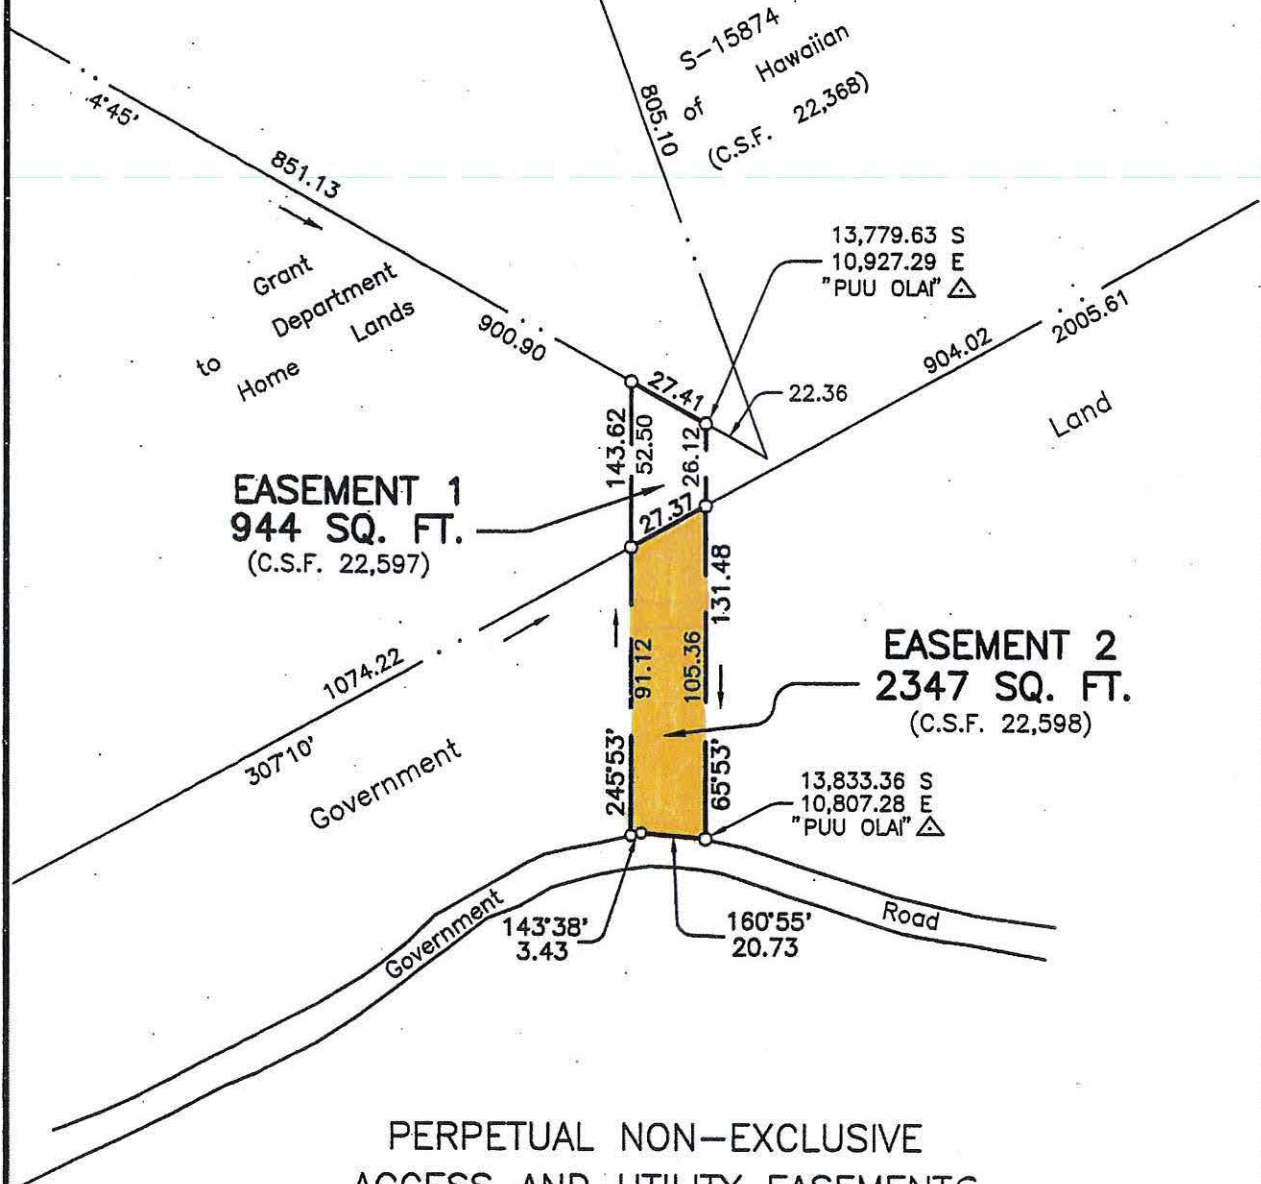 S-15874
of Hawaiian
(C.S.F. 22,368)
805.10
4°45'
851.13
Grant
Department
to
Lands
Home
900.90
13,779.63 S
10,927.29 E
"PUU OLAI"
2005.61
904.02
Land
27.41
22.36
143.62
52.50
26.12
EASEMENT 1
944 SQ. FT.
(C.S.F. 22,597)
27.37
131.48
91.12
105.36
EASEMENT 2
2347 SQ. FT.
(C.S.F. 22,598)
1074.22
307°10'
Government
245°53'
65°53'
13,833.36 S
10,807.28 E
"PUU OLAI"
Government
Road
143°38'
3.43
160°55'
20.73
PERPETUAL NON-EXCLUSIVE
ACCESS AND UTILITY EASEMENTS